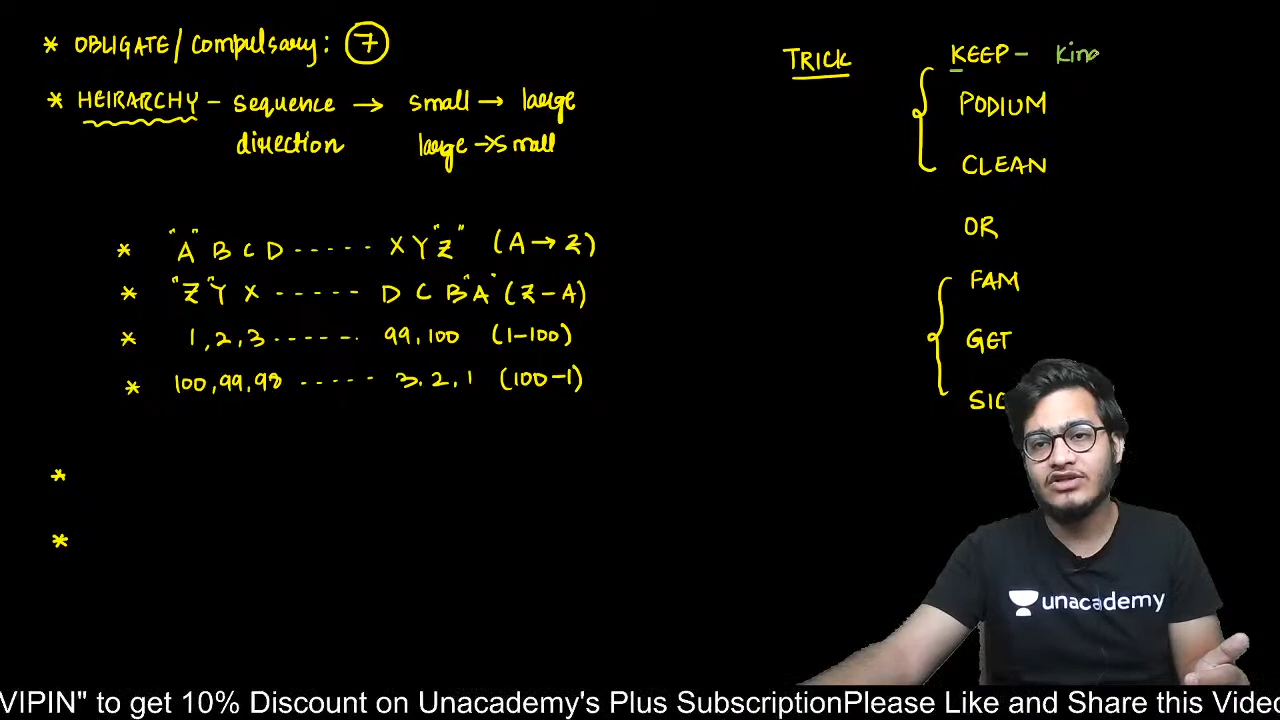 * OBLIGATE/ Compulsary: 7
* HEIRARCHY - sequence → small → large
direction large → small
* "A" B C D ------ X Y "Z" (A → Z)
* "Z" Y X ------ D C B "A" (Z - A)
* 1, 2, 3 ------ 99, 100 (1-100)
* 100, 99, 98 ----- 3, 2, 1 (100-1)
*
*
TRICK
KEEP - Kin
PODIUM
CLEAN
OR
FAM
GET
unacademy
VIPIN" to get 10% Discount on Unacademy's Plus SubscriptionPlease Like and Share this Video